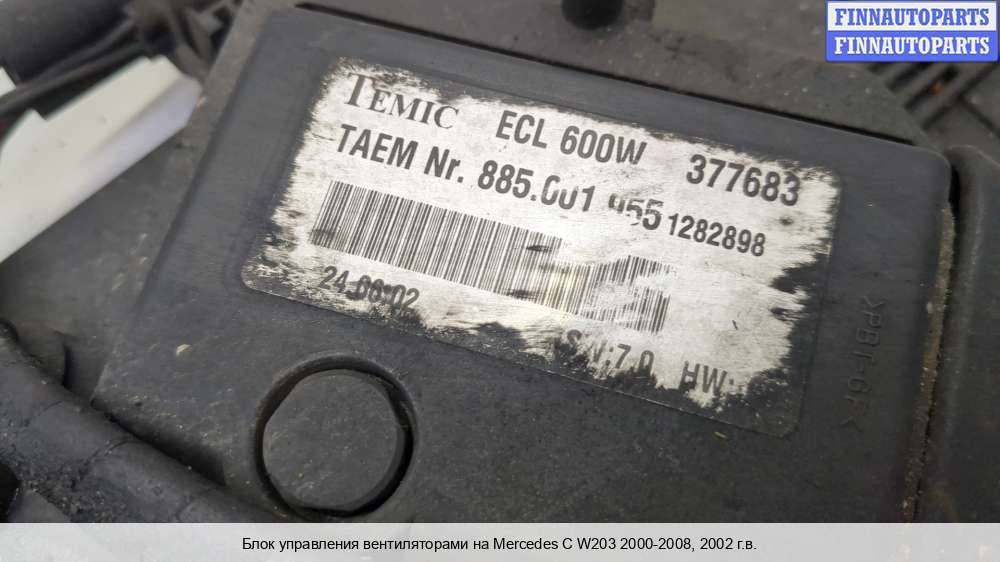 FINNAUTOPARTS
FINNAUTOPARTS
TEMIC ECL 600W 377683
TAEM Nr. 885.001 955 1282898
24.06.02
SW:7.0 HW:
Блок управления вентиляторами на Mercedes C W203 2000-2008, 2002 г.в.